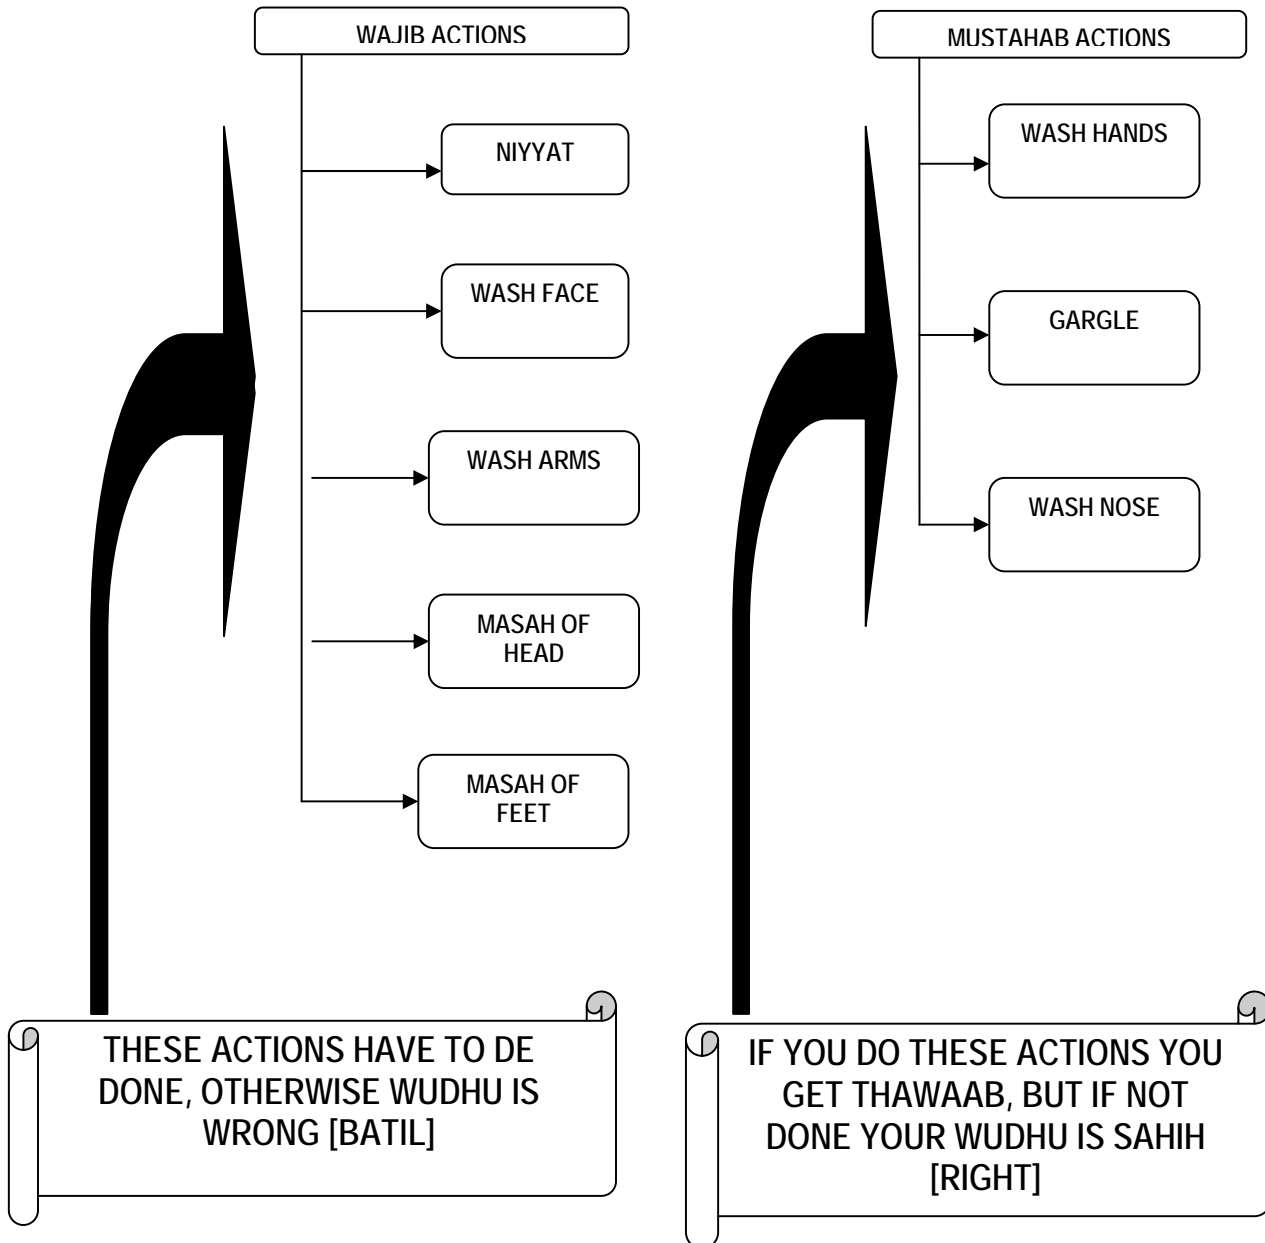 WAJIB ACTIONS
NIYYAT
WASH FACE
WASH ARMS
MASAH OF
HEAD
MASAH OF
FEET
THESE ACTIONS HAVE TO DE
DONE, OTHERWISE WUDHU IS
WRONG [BATIL]
MUSTAHAB ACTIONS
WASH HANDS
GARGLE
WASH NOSE
IF YOU DO THESE ACTIONS YOU
GET THAWAAB, BUT IF NOT
DONE YOUR WUDHU IS SAHIH
[RIGHT]